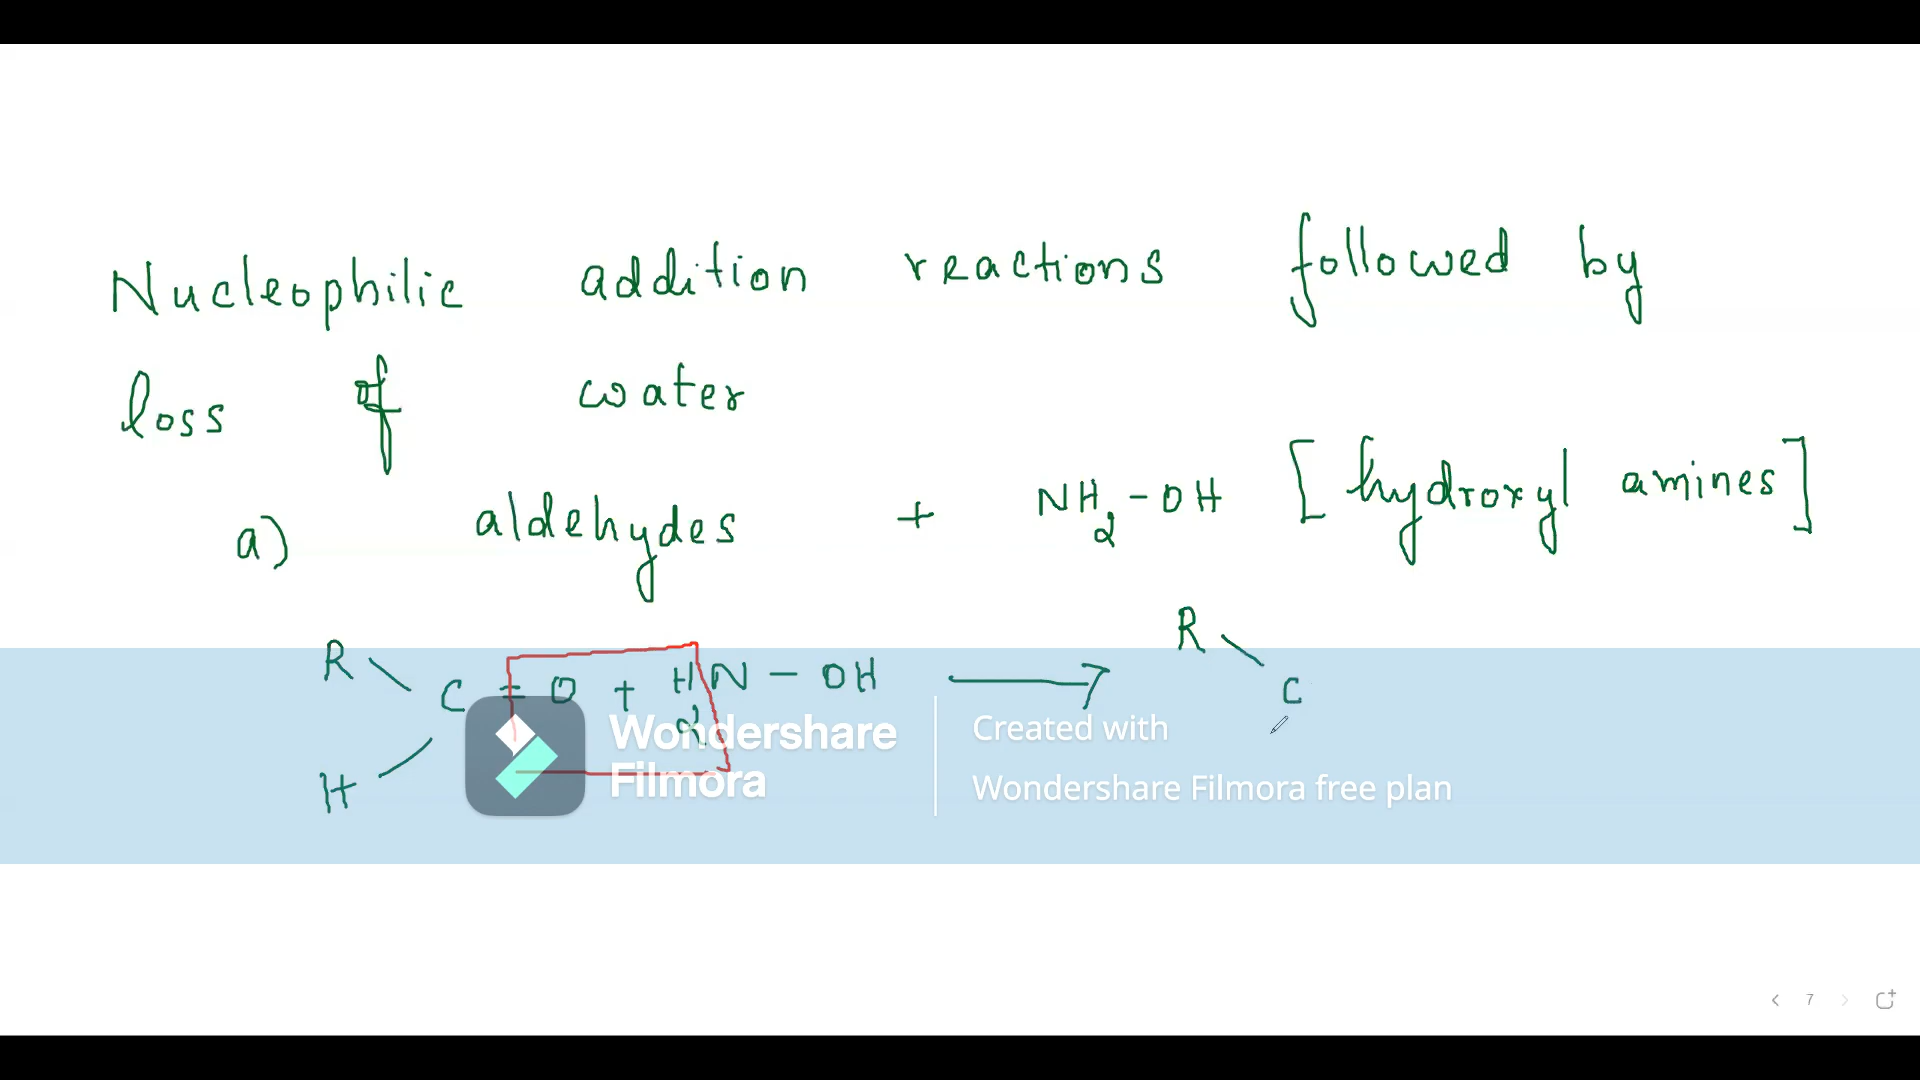 Nucleophilic addition reactions followed by
loss of water
a) aldehydes + NH2-OH [hydroxyl amines]
R R
C = O + H2N - OH → C
H
Wondershare Filmora
Created with
Wondershare Filmora free plan
7